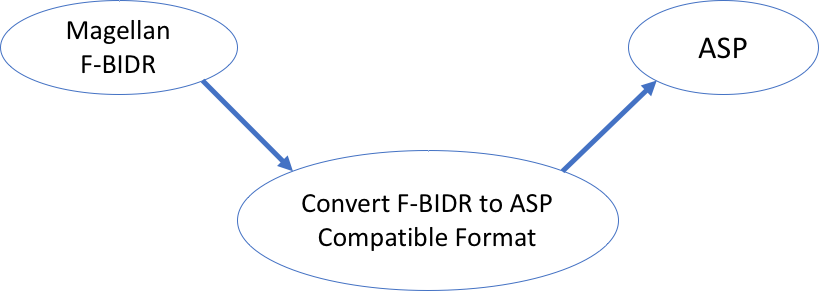 Magellan
F-BIDR
ASP
Convert F-BIDR to ASP
Compatible Format